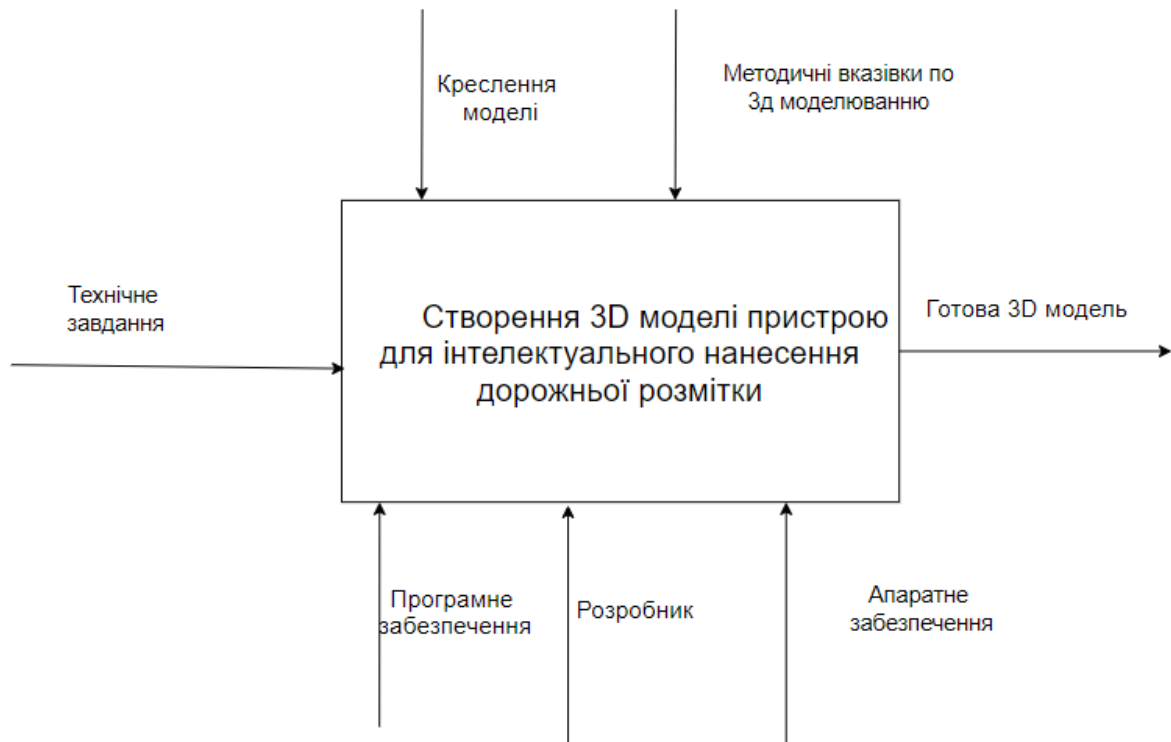 Креслення
моделі
Методичні вказівки по
3д моделюванню
Технічне
завдання
Створення 3D моделі пристрою
для інтелектуального нанесення
дорожньої розмітки
Готова 3D модель
Програмне
забезпечення
Розробник
Апаратне
забезпечення